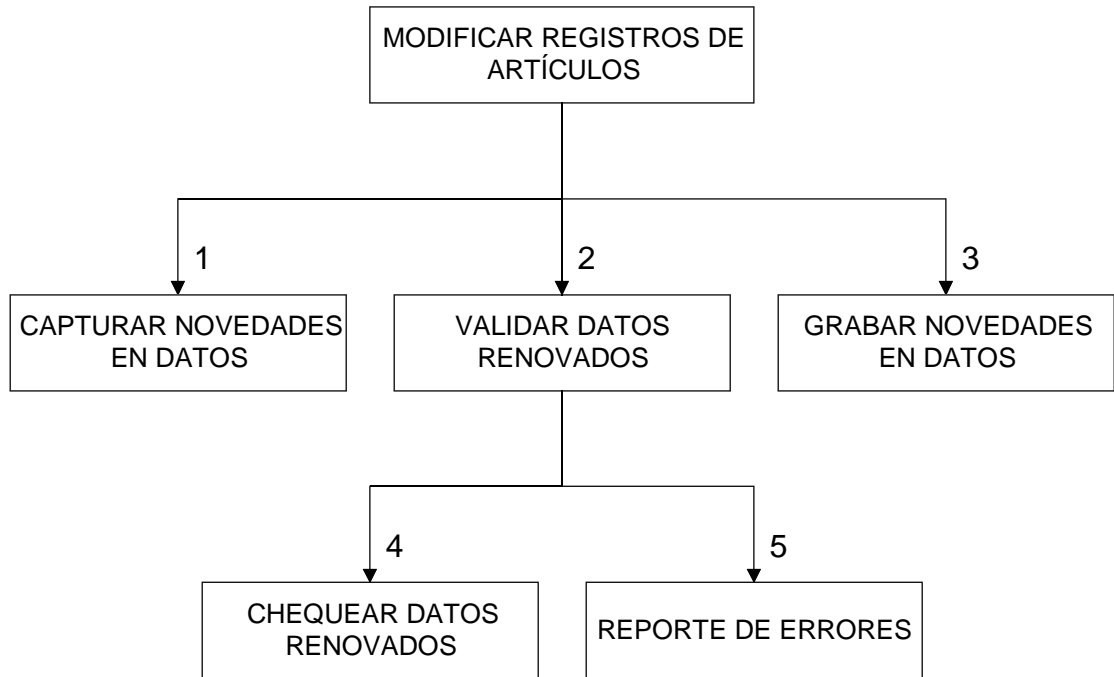 MODIFICAR REGISTROS DE
ARTÍCULOS
1
2
3
CAPTURAR NOVEDADES
EN DATOS
VALIDAR DATOS
RENOVADOS
GRABAR NOVEDADES
EN DATOS
4
5
CHEQUEAR DATOS
RENOVADOS
REPORTE DE ERRORES